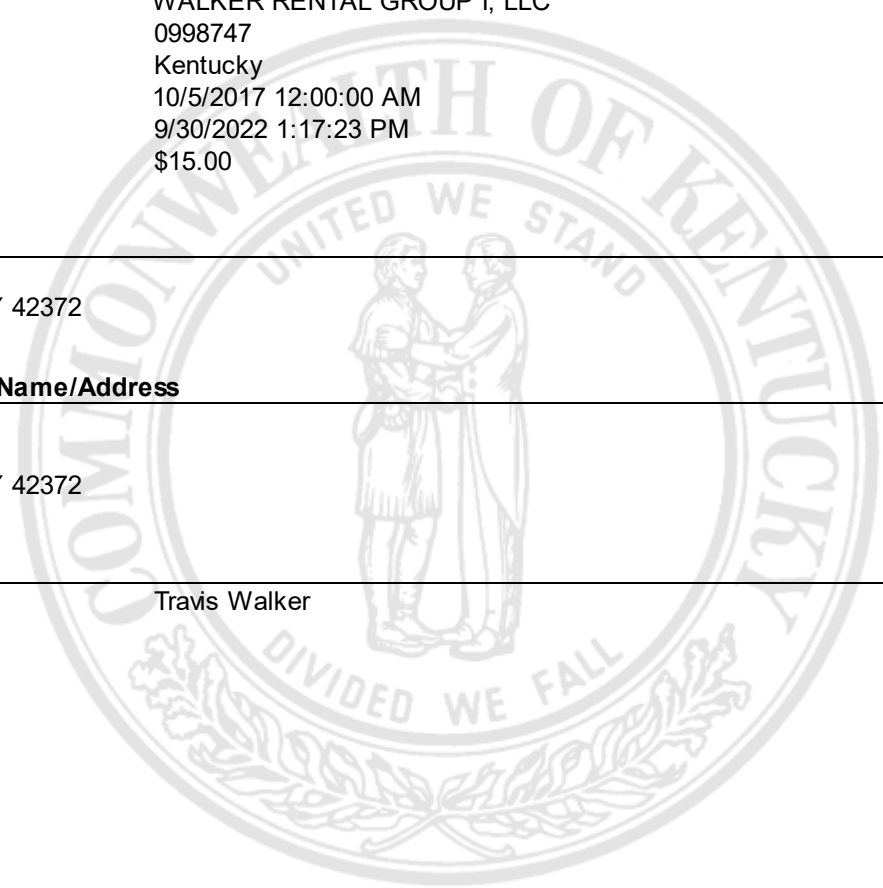 WALKER RENTAL GROUP I, LLC
0998747
Kentucky
10/5/2017 12:00:00 AM
9/30/2022 1:17:23 PM
$15.00
42372
Name/Address
42372
Travis Walker
COMMONWEALTH OF KENTUCKY
UNITED WE STAND
DIVIDED WE FALL